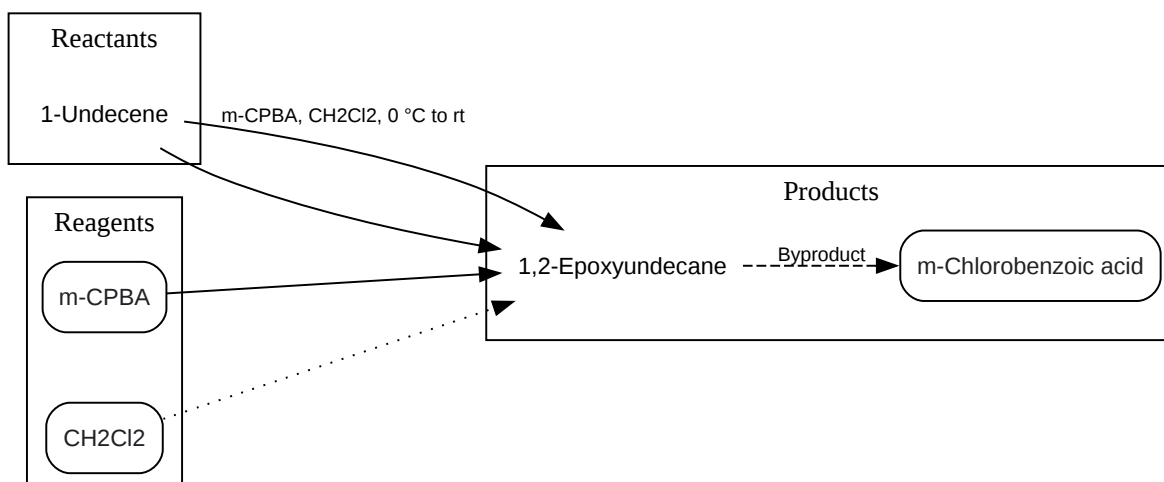 Reactants
1-Undecene
m-CPBA, CH2Cl2, 0 °C to rt
Reagents
m-CPBA
CH2Cl2
Products
1,2-Epoxyundecane
Byproduct
m-Chlorobenzoic acid